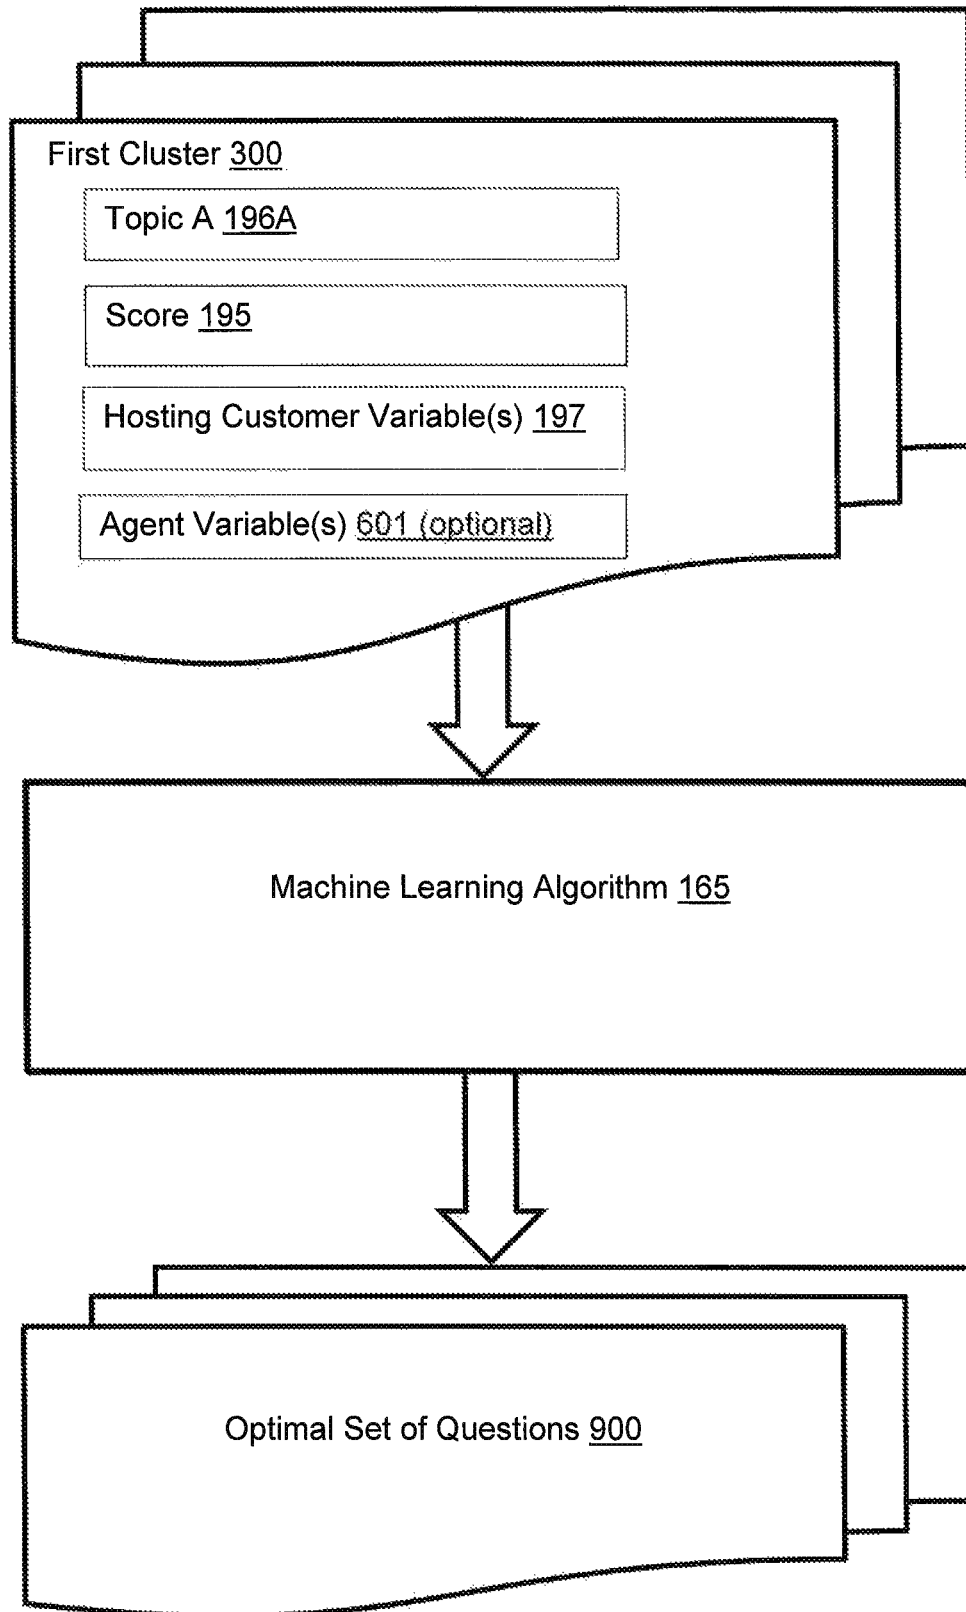 First Cluster 300
Topic A 196A
Score 195
Hosting Customer Variable(s) 197
Agent Variable(s) 601 (optional)
Machine Learning Algorithm 165
Optimal Set of Questions 900